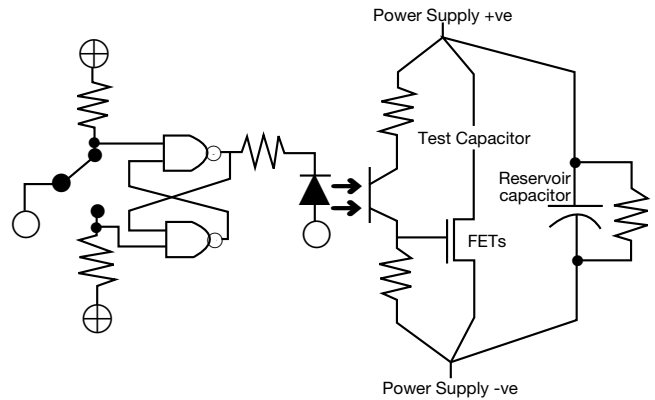 Power Supply +ve
Test Capacitor
Reservoir
capacitor
FETs
Power Supply -ve